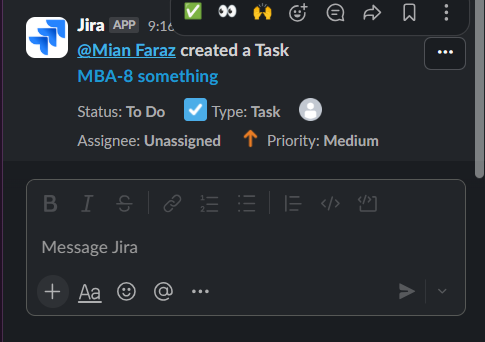 Jira APP 9:16
@Mian Faraz created a Task
MBA-8 something
Status: To Do Type: Task
Assignee: Unassigned Priority: Medium
B I S
Message Jira
Aa @